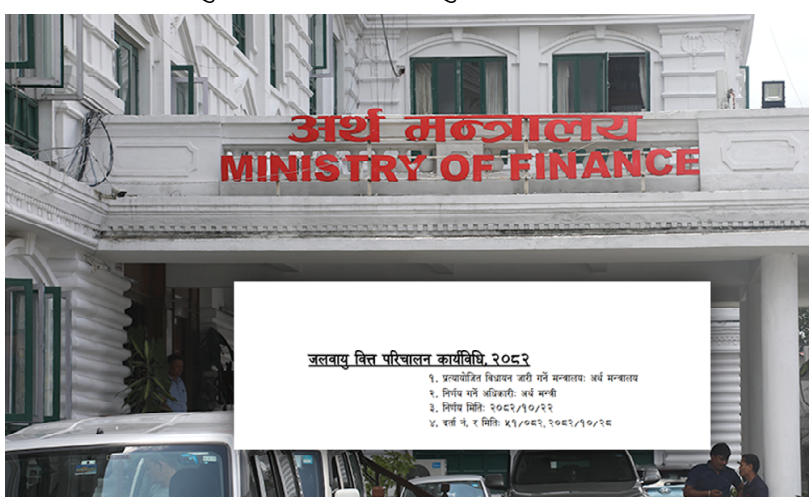 अर्थ मन्त्रालय
MINISTRY OF FINANCE
जलवायु वित्त परिचालन कार्यविधि, २०८२
१. प्रत्यायोजित विधायन जारी गर्ने मन्त्रालयः अर्थ मन्त्रालय
२. निर्णय गर्ने अधिकारीः अर्थ मन्त्री
३. निर्णय मितिः २०८२/१०/२२
४. दर्ता नं. र मितिः ५१/०८२, २०८२/१०/२८